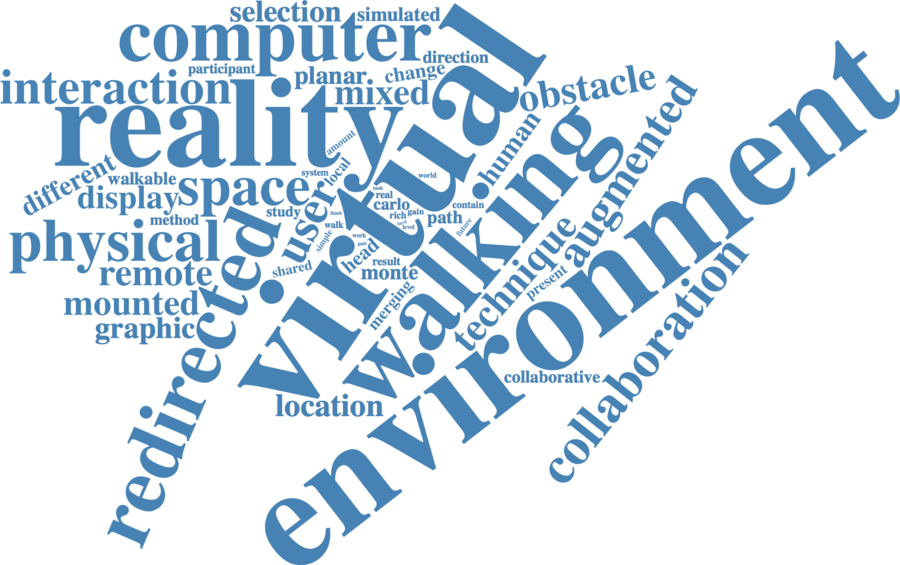 selection
simulated
computer
direction
participant
planar
change
interaction
mixed
virtual
obstacle
reality
environment
amount
human
augmented
local
walking
different
walkable
system
world
display
space
user
task
real
carlo
contain
study
rich
gain
path
method
walk
level
future
physical
work
redirected
simple
pair
head
technique
remote
shared
result
monte
present
mounted
merging
graphic
collaboration
collaborative
location